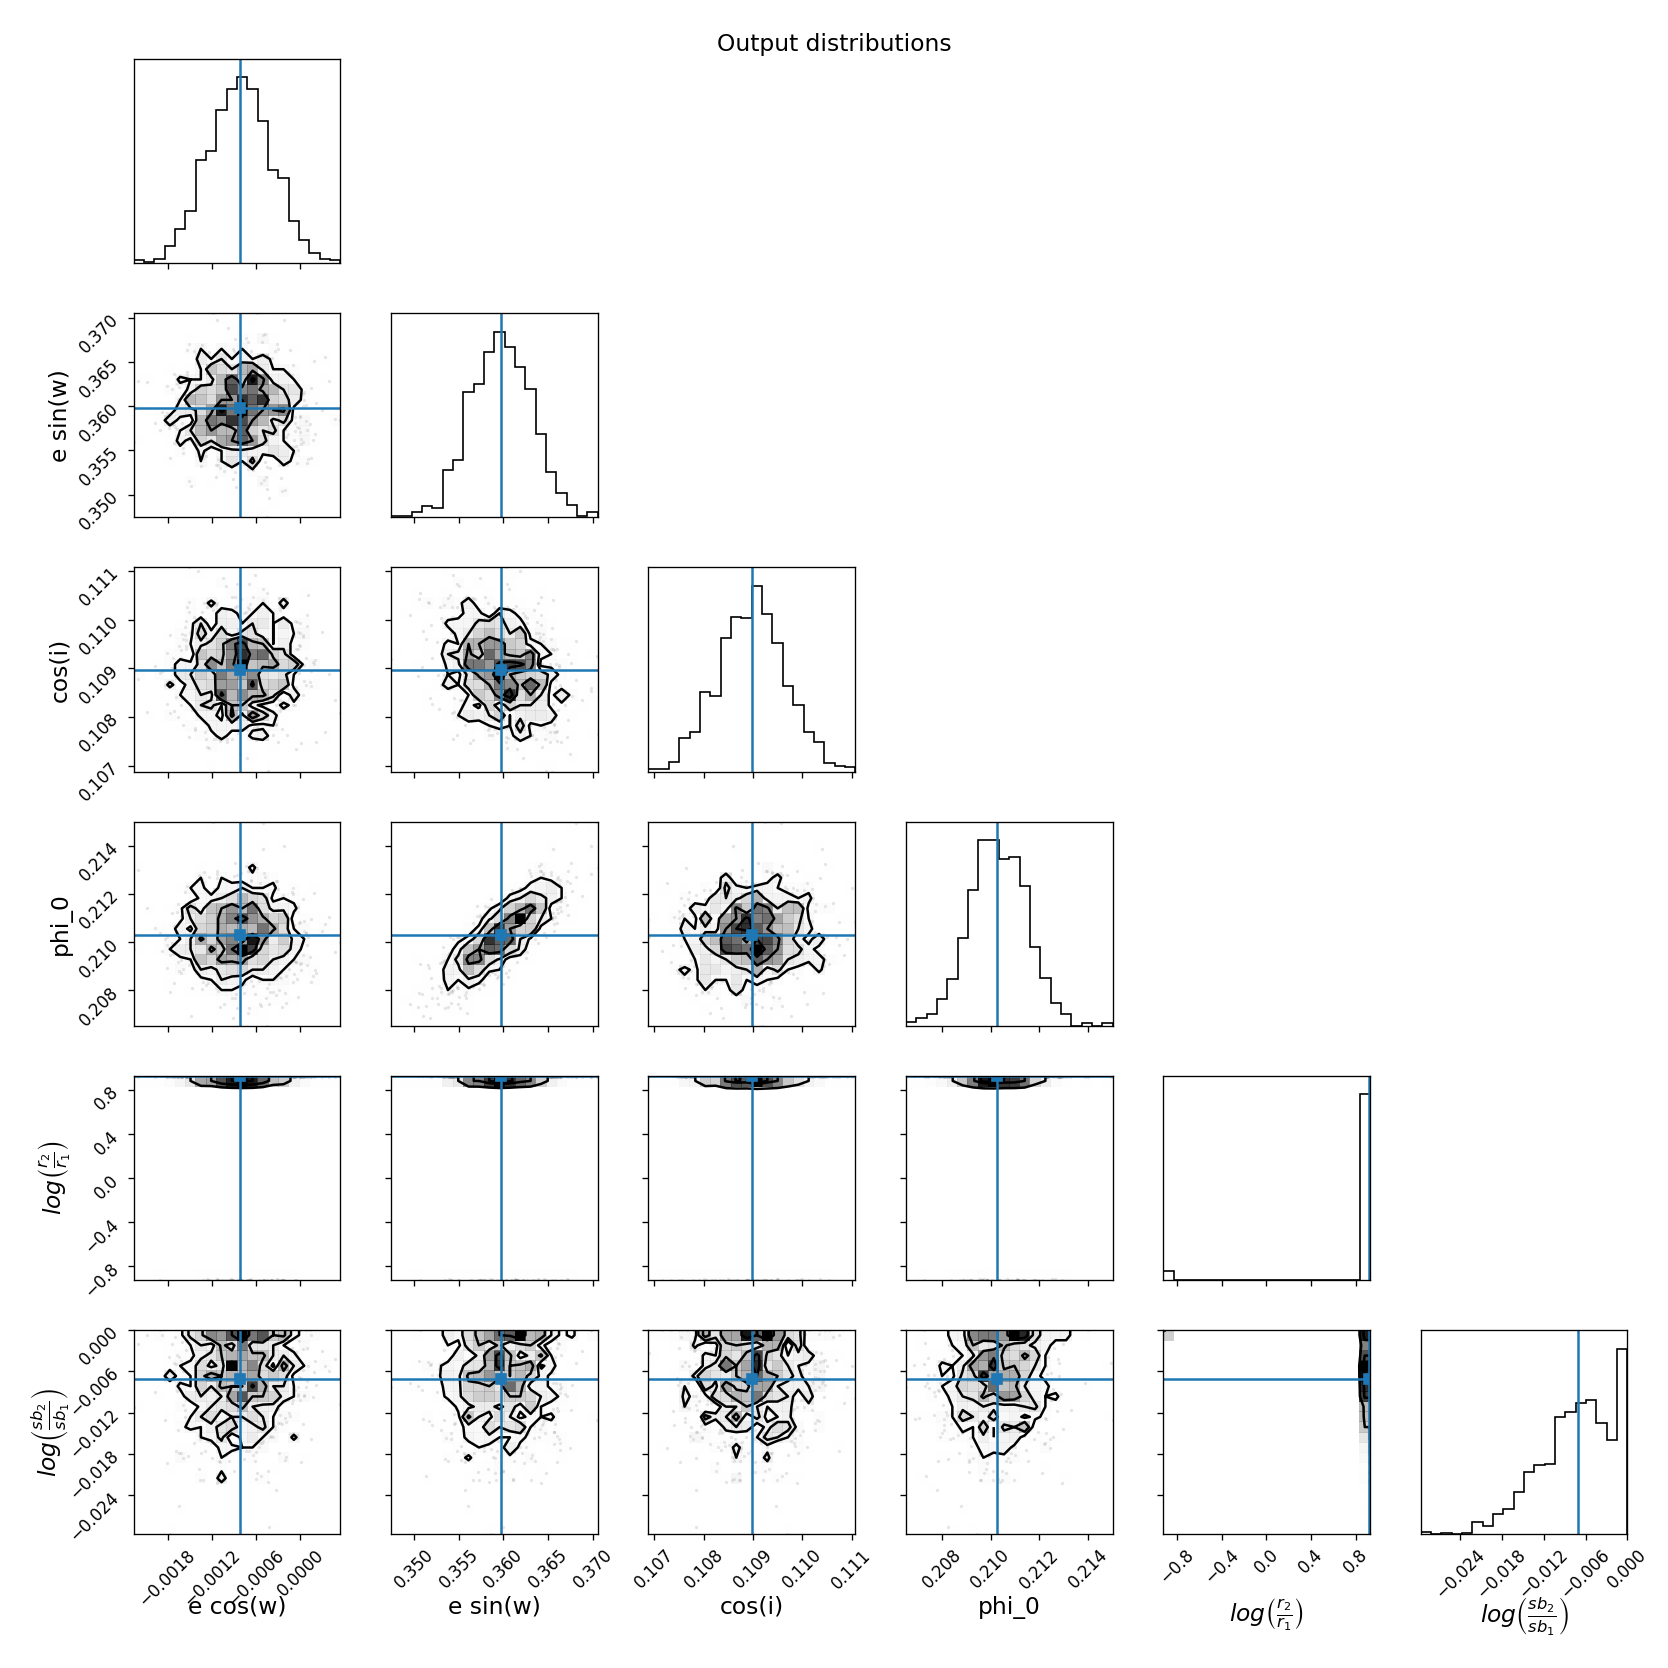 Output distributions
e sin(w)
0.370
0.365
0.360
0.355
0.350
cos(i)
0.111
0.110
0.109
0.108
0.107
phi_0
0.214
0.212
0.210
0.208
log(r₂/r₁)
0.8
0.4
0.0
−0.4
−0.8
log(sb₂/sb₁)
0.000
−0.006
−0.012
−0.018
−0.024
−0.0018 −0.0012 −0.0006 0.0000
0.350 0.355 0.360 0.365 0.370
0.107 0.108 0.109 0.110 0.111
0.208 0.210 0.212 0.214
−0.8 −0.4 0.0 0.4 0.8
−0.024 −0.018 −0.012 −0.006 0.000
e cos(w) e sin(w) cos(i) phi_0 log(r₂/r₁) log(sb₂/sb₁)